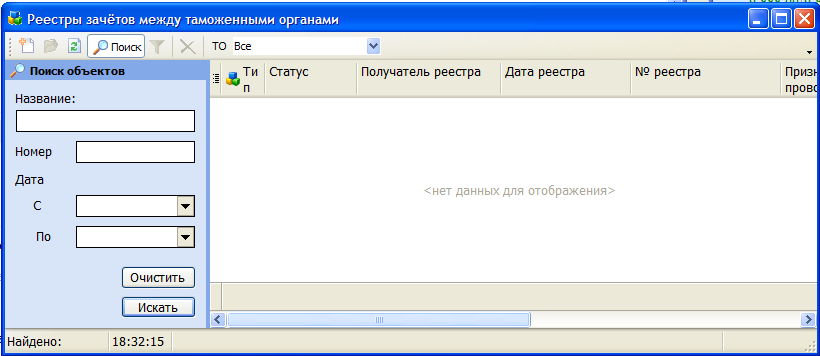 Реестры зачётов между таможенными органами
Поиск ТО Все
Поиск объектов
Название:
Номер
Дата
С
По
Очистить
Искать
Ти
п
Статус
Получатель реестра
Дата реестра
№ реестра
Призн
прово
<нет данных для отображения>
Найдено: 18:32:15